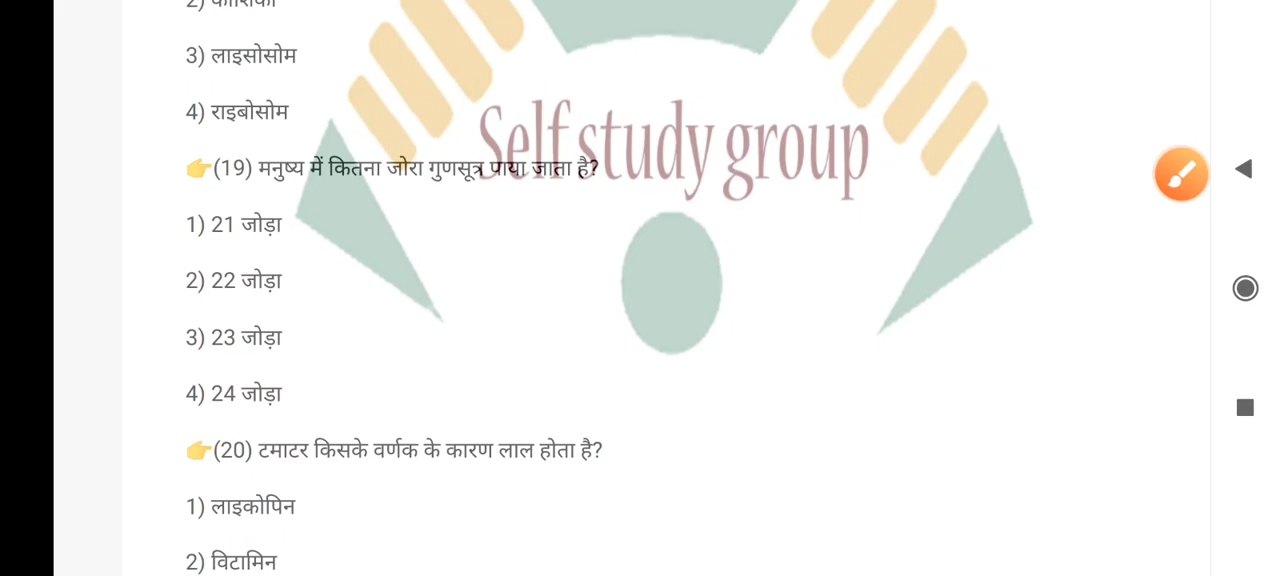 2) कोशिका
3) लाइसोसोम
4) राइबोसोम
Self study group
👉(19) मनुष्य में कितना जोरा गुणसूत्र पाया जाता है?
1) 21 जोड़ा
2) 22 जोड़ा
3) 23 जोड़ा
4) 24 जोड़ा
👉(20) टमाटर किसके वर्णक के कारण लाल होता है?
1) लाइकोपिन
2) विटामिन